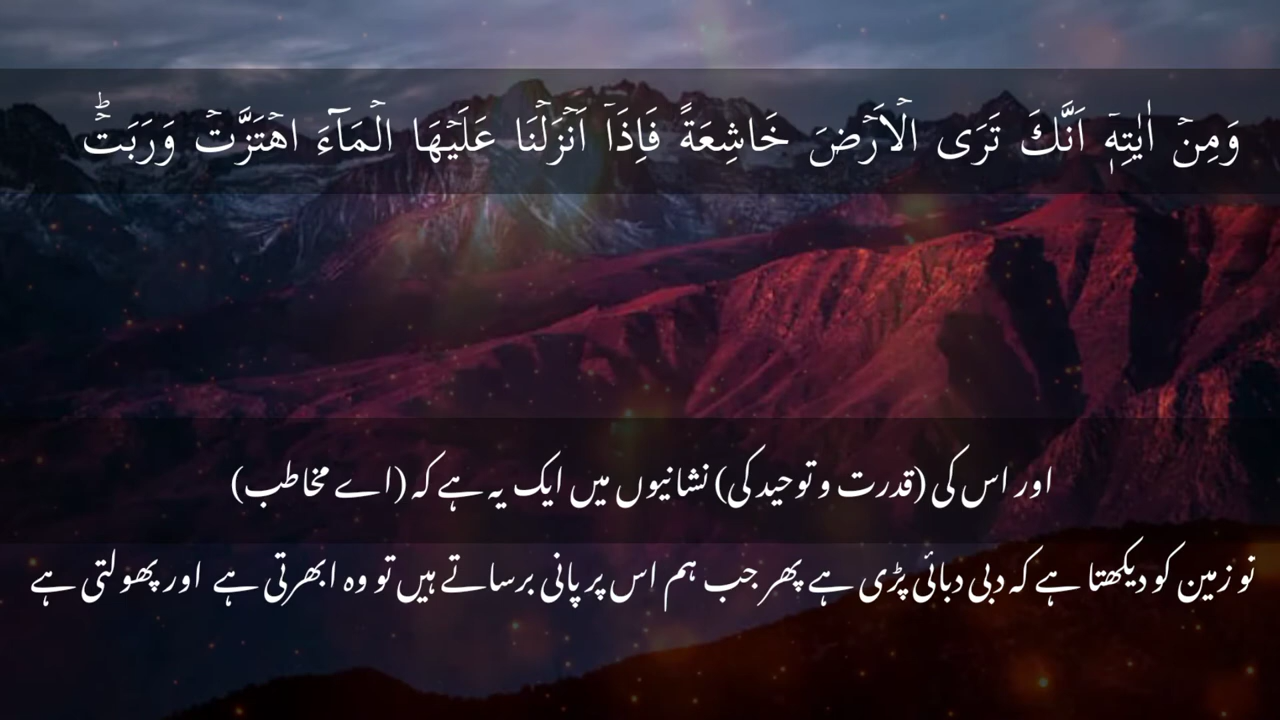 وَمِنۡ اٰيٰتِهٖۤ اَنَّكَ تَرَى الۡاَرۡضَ خَاشِعَةً فَاِذَاۤ اَنۡزَلۡنَا عَلَيۡهَا الۡمَآءَ اهۡتَزَّتۡ وَرَبَتۡ‌ؕ
اور اس کی (قدرت و توحید کی) نشانیوں میں ایک یہ ہے کہ (اے مخاطب)
تو زمین کو دیکھتا ہے کہ دبی دبائی پڑی ہے پھر جب ہم اس پر پانی برساتے ہیں تو وہ ابھرتی ہے اور پھولتی ہے